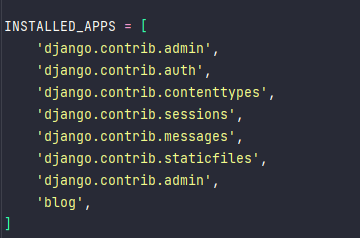 INSTALLED_APPS = [
    'django.contrib.admin',
    'django.contrib.auth',
    'django.contrib.contenttypes',
    'django.contrib.sessions',
    'django.contrib.messages',
    'django.contrib.staticfiles',
    'django.contrib.admin',
    'blog',
]